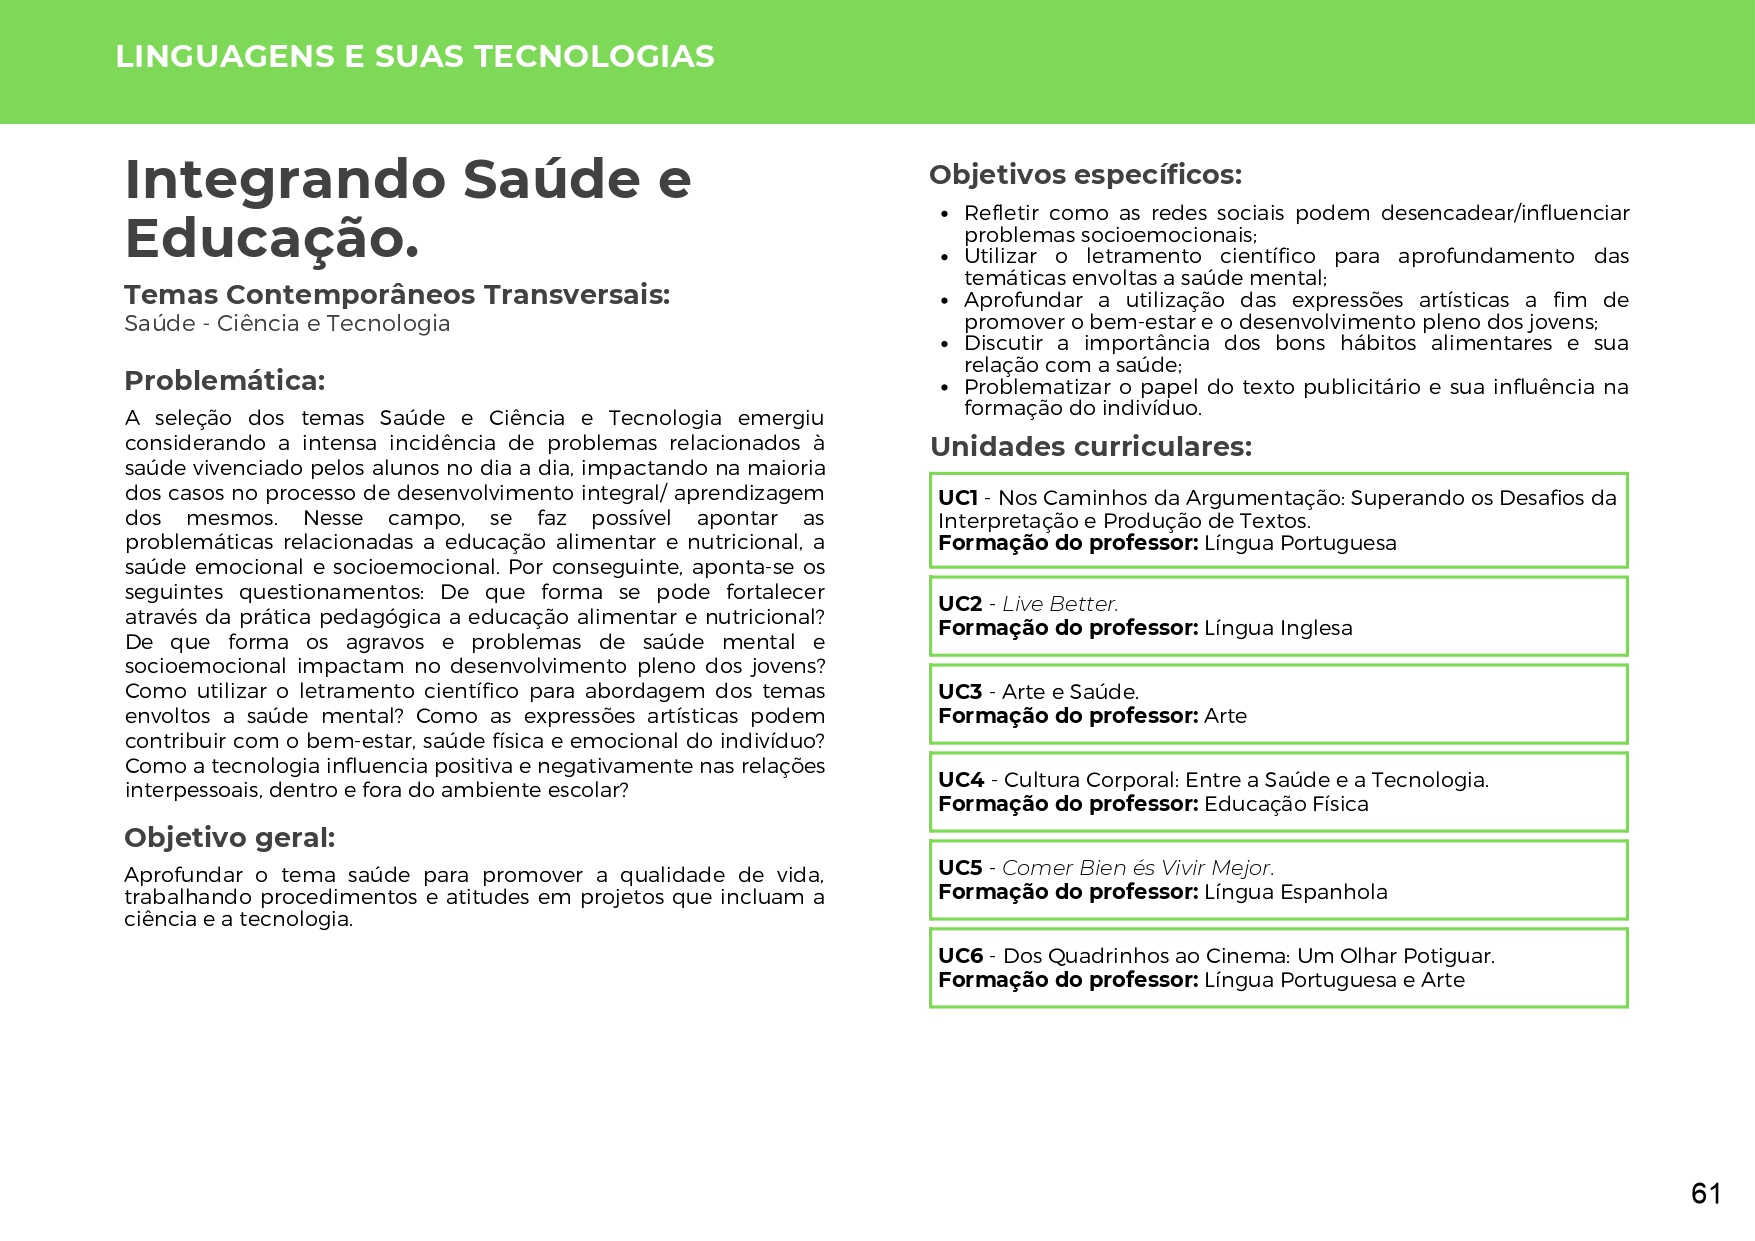 LINGUAGENS E SUAS TECNOLOGIAS
Integrando Saúde e
Educação.
Temas Contemporâneos Transversais:
Saúde - Ciência e Tecnologia
Problemática:
A seleção dos temas Saúde e Ciência e Tecnologia emergiu
considerando a intensa incidência de problemas relacionados à
saúde vivenciado pelos alunos no dia a dia, impactando na maioria
dos casos no processo de desenvolvimento integral/ aprendizagem
dos mesmos. Nesse campo, se faz possível apontar as
problemáticas relacionadas a educação alimentar e nutricional, a
saúde emocional e socioemocional. Por conseguinte, aponta-se os
seguintes questionamentos: De que forma se pode fortalecer
através da prática pedagógica a educação alimentar e nutricional?
De que forma os agravos e problemas de saúde mental e
socioemocional impactam no desenvolvimento pleno dos jovens?
Como utilizar o letramento científico para abordagem dos temas
envoltos a saúde mental? Como as expressões artísticas podem
contribuir com o bem-estar, saúde física e emocional do indivíduo?
Como a tecnologia influencia positiva e negativamente nas relações
interpessoais, dentro e fora do ambiente escolar?
Objetivo geral:
Aprofundar o tema saúde para promover a qualidade de vida,
trabalhando procedimentos e atitudes em projetos que incluam a
ciência e a tecnologia.
Objetivos específicos:
• Refletir como as redes sociais podem desencadear/influenciar
problemas socioemocionais;
• Utilizar o letramento científico para aprofundamento das
temáticas envoltas a saúde mental;
• Aprofundar a utilização das expressões artísticas a fim de
promover o bem-estar e o desenvolvimento pleno dos jovens;
• Discutir a importância dos bons hábitos alimentares e sua
relação com a saúde;
• Problematizar o papel do texto publicitário e sua influência na
formação do indivíduo.
Unidades curriculares:
UC1 - Nos Caminhos da Argumentação: Superando os Desafios da
Interpretação e Produção de Textos.
Formação do professor: Língua Portuguesa
UC2 - Live Better.
Formação do professor: Língua Inglesa
UC3 - Arte e Saúde.
Formação do professor: Arte
UC4 - Cultura Corporal: Entre a Saúde e a Tecnologia.
Formação do professor: Educação Física
UC5 - Comer Bien és Vivir Mejor.
Formação do professor: Língua Espanhola
UC6 - Dos Quadrinhos ao Cinema: Um Olhar Potiguar.
Formação do professor: Língua Portuguesa e Arte
61